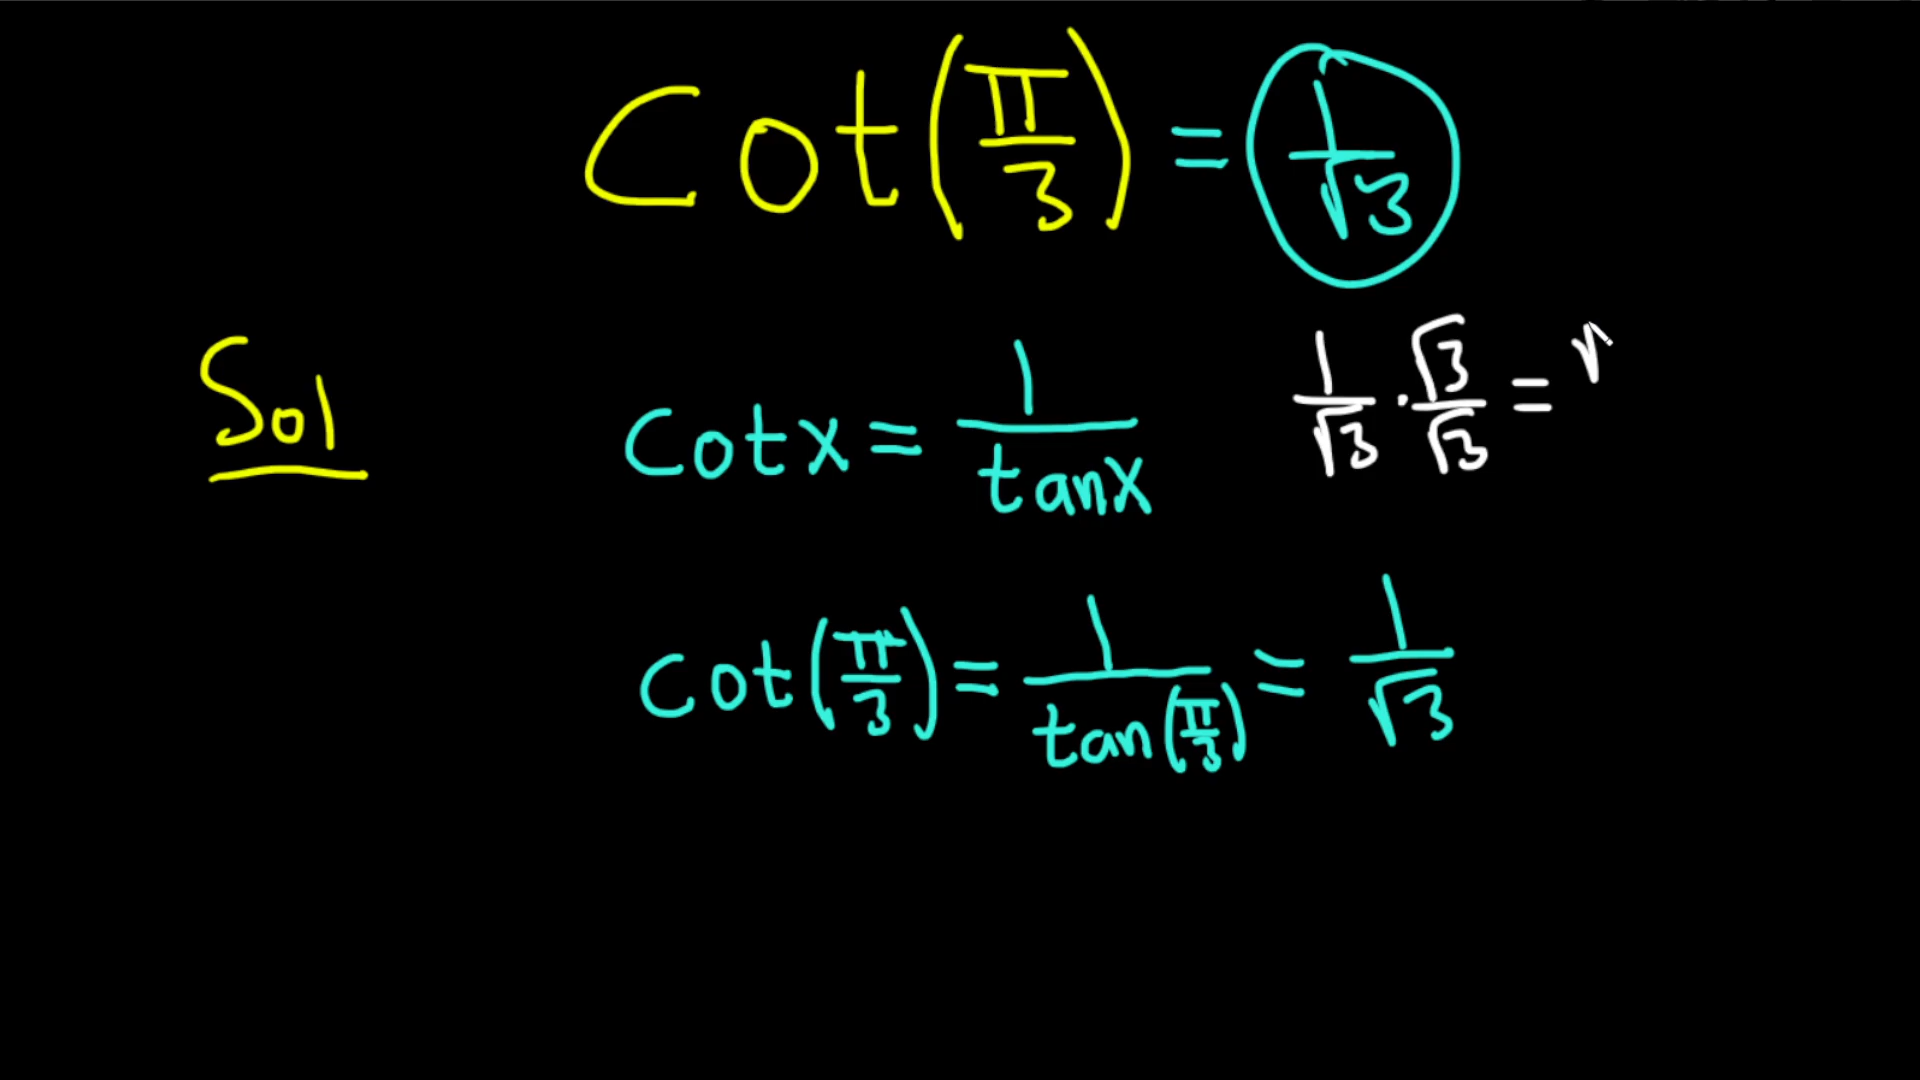 Cot(π/3) = 1/√3
Sol
Cotx = 1/tanx
1/√3 · √3/√3 = √
Cot(π/3) = 1/tan(π/3) = 1/√3